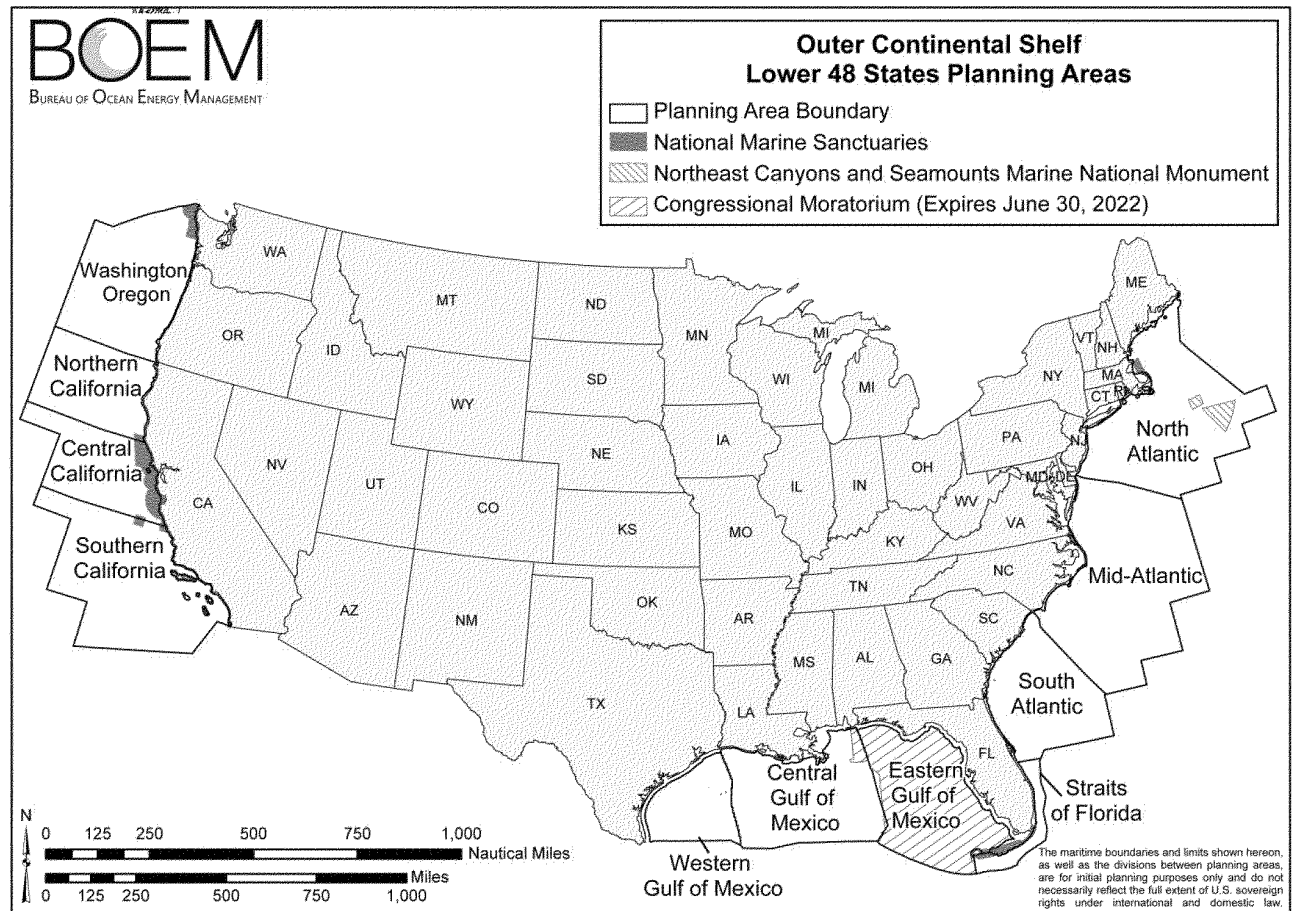 BOEM
BUREAU OF OCEAN ENERGY MANAGEMENT
Outer Continental Shelf
Lower 48 States Planning Areas
Planning Area Boundary
National Marine Sanctuaries
Northeast Canyons and Seamounts Marine National Monument
Congressional Moratorium (Expires June 30, 2022)
Washington
Oregon
Northern
California
Central
California
Southern
California
WA
OR
ID
MT
ND
SD
WY
NE
NV
UT
CO
CA
AZ
NM
KS
OK
TX
MN
IA
MO
AR
LA
WI
MI
MI
IL
IN
OH
KY
TN
MS
AL
GA
FL
SC
NC
VA
WV
PA
NY
VT
NH
ME
MA
CT
RI
NJ
MD
DE
North
Atlantic
Mid-Atlantic
South
Atlantic
Straits
of Florida
Eastern
Gulf of
Mexico
Central
Gulf of
Mexico
Western
Gulf of Mexico
N
0 125 250 500 750 1,000
Nautical Miles
Miles
0 125 250 500 750 1,000
The maritime boundaries and limits shown hereon,
as well as the divisions between planning areas,
are for initial planning purposes only and do not
necessarily reflect the full extent of U.S. sovereign
rights under international and domestic law.